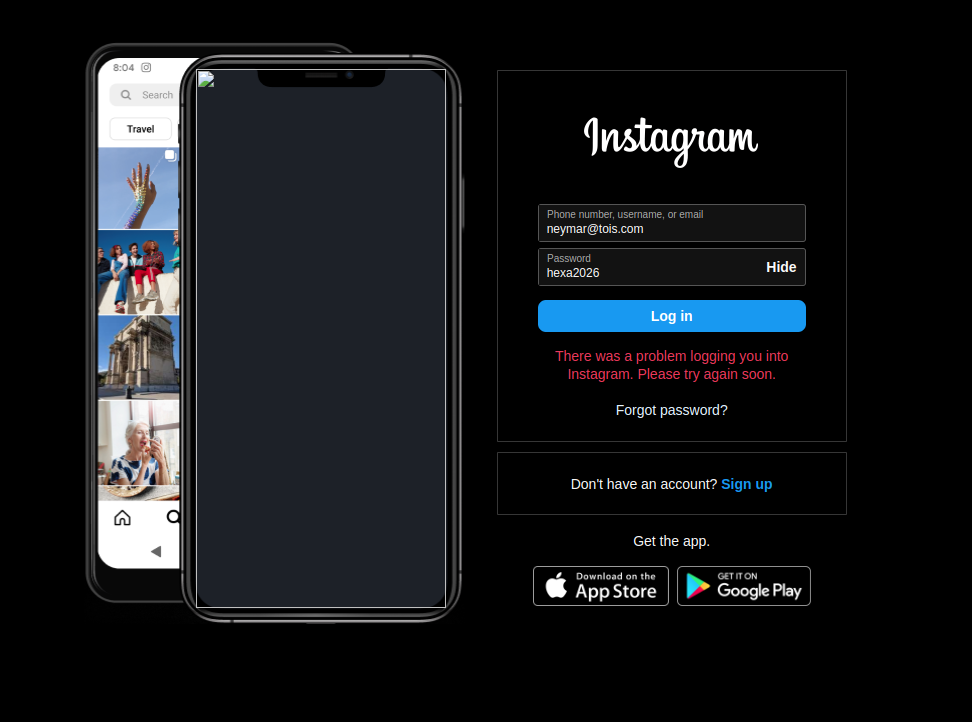 8:04
Search
Travel
Instagram
Phone number, username, or email
neymar@tois.com
Password
hexa2026
Hide
Log in
There was a problem logging you into
Instagram. Please try again soon.
Forgot password?
Don't have an account? Sign up
Get the app.
Download on the
App Store
GET IT ON
Google Play